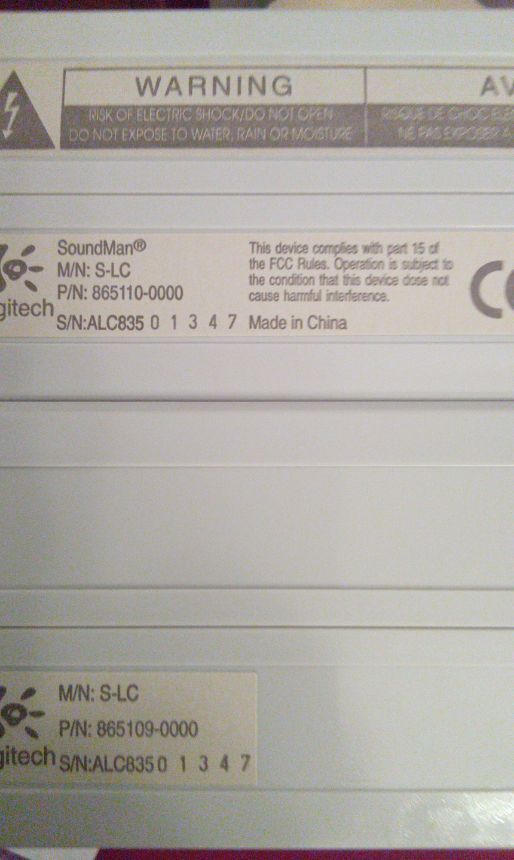 WARNING
RISK OF ELECTRIC SHOCK/DO NOT OPEN
DO NOT EXPOSE TO WATER, RAIN OR MOISTURE
AV
RISQUE DE CHOC ELE
NE PAS EXPOSER A
SoundMan®
M/N: S-LC
P/N: 865110-0000
gitech
S/N:ALC835 0 1 3 4 7
This device complies with part 15 of
the FCC Rules. Operation is subject to
the condition that this device dose not
cause harmful interference.
Made in China
CE
M/N: S-LC
P/N: 865109-0000
gitech
S/N:ALC835 0 1 3 4 7